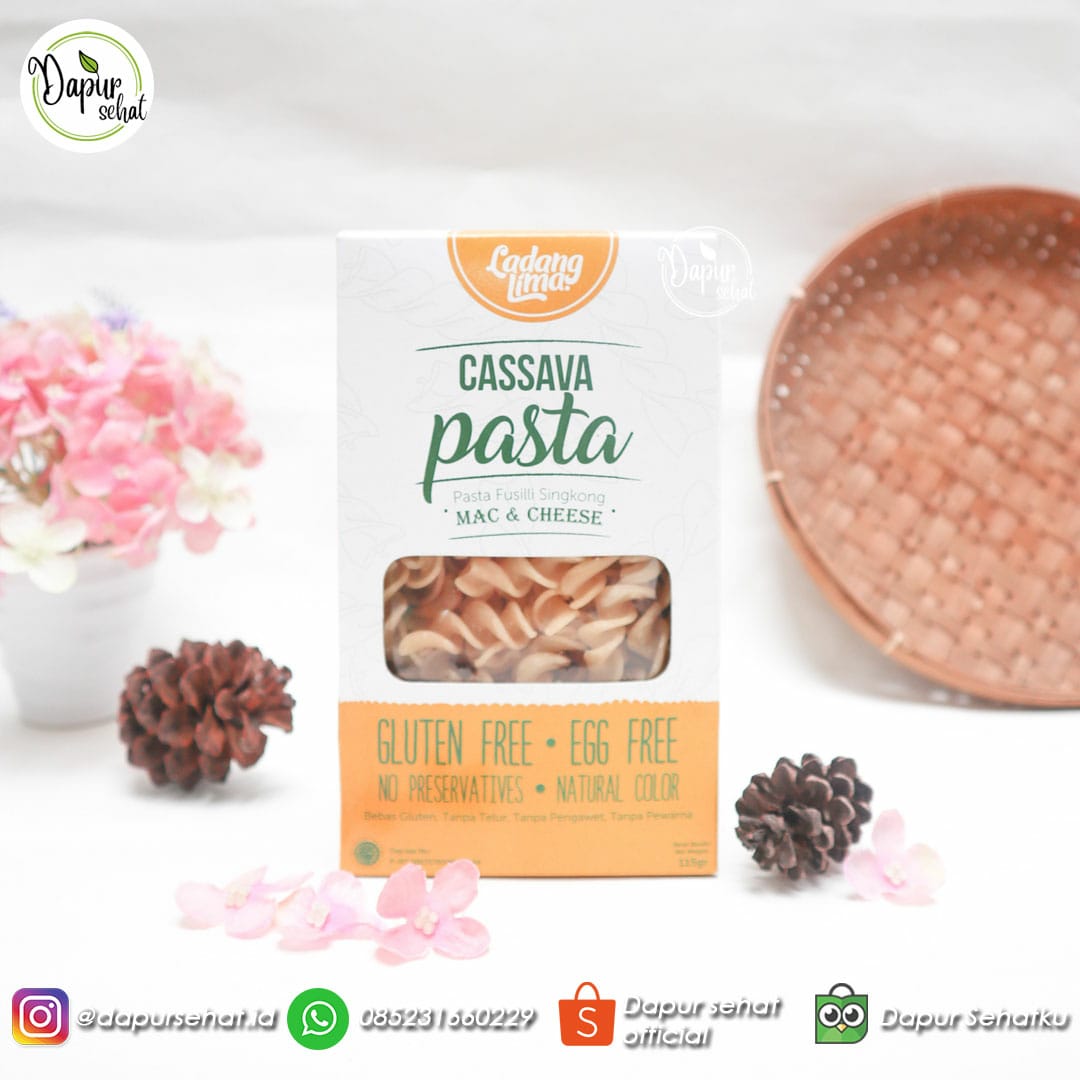 Dapur
sehat
Ladang
Lima.
Dapur
sehat
CASSAVA
pasta
Pasta Fusilli Singkong
MAC & CHEESE
GLUTEN FREE • EGG FREE
NO PRESERVATIVES • NATURAL COLOR
Bebas Gluten, Tanpa Telur, Tanpa Pengawet, Tanpa Pewarna
115gr
@dapursehat.id
085231660229
Dapur sehat
official
Dapur Sehatku